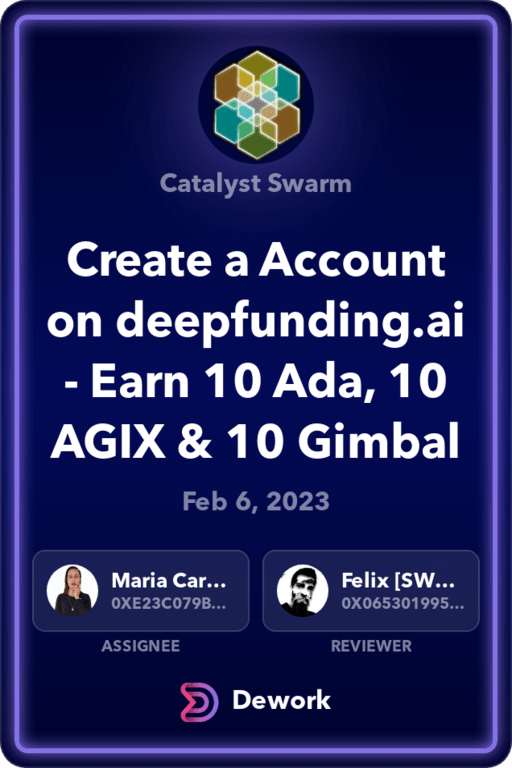 Catalyst Swarm
Create a Account
on deepfunding.ai
- Earn 10 Ada, 10
AGIX & 10 Gimbal
Feb 6, 2023
Maria Car...
0XE23C079B...
ASSIGNEE
Felix [SW...
0X065301995...
REVIEWER
Dework